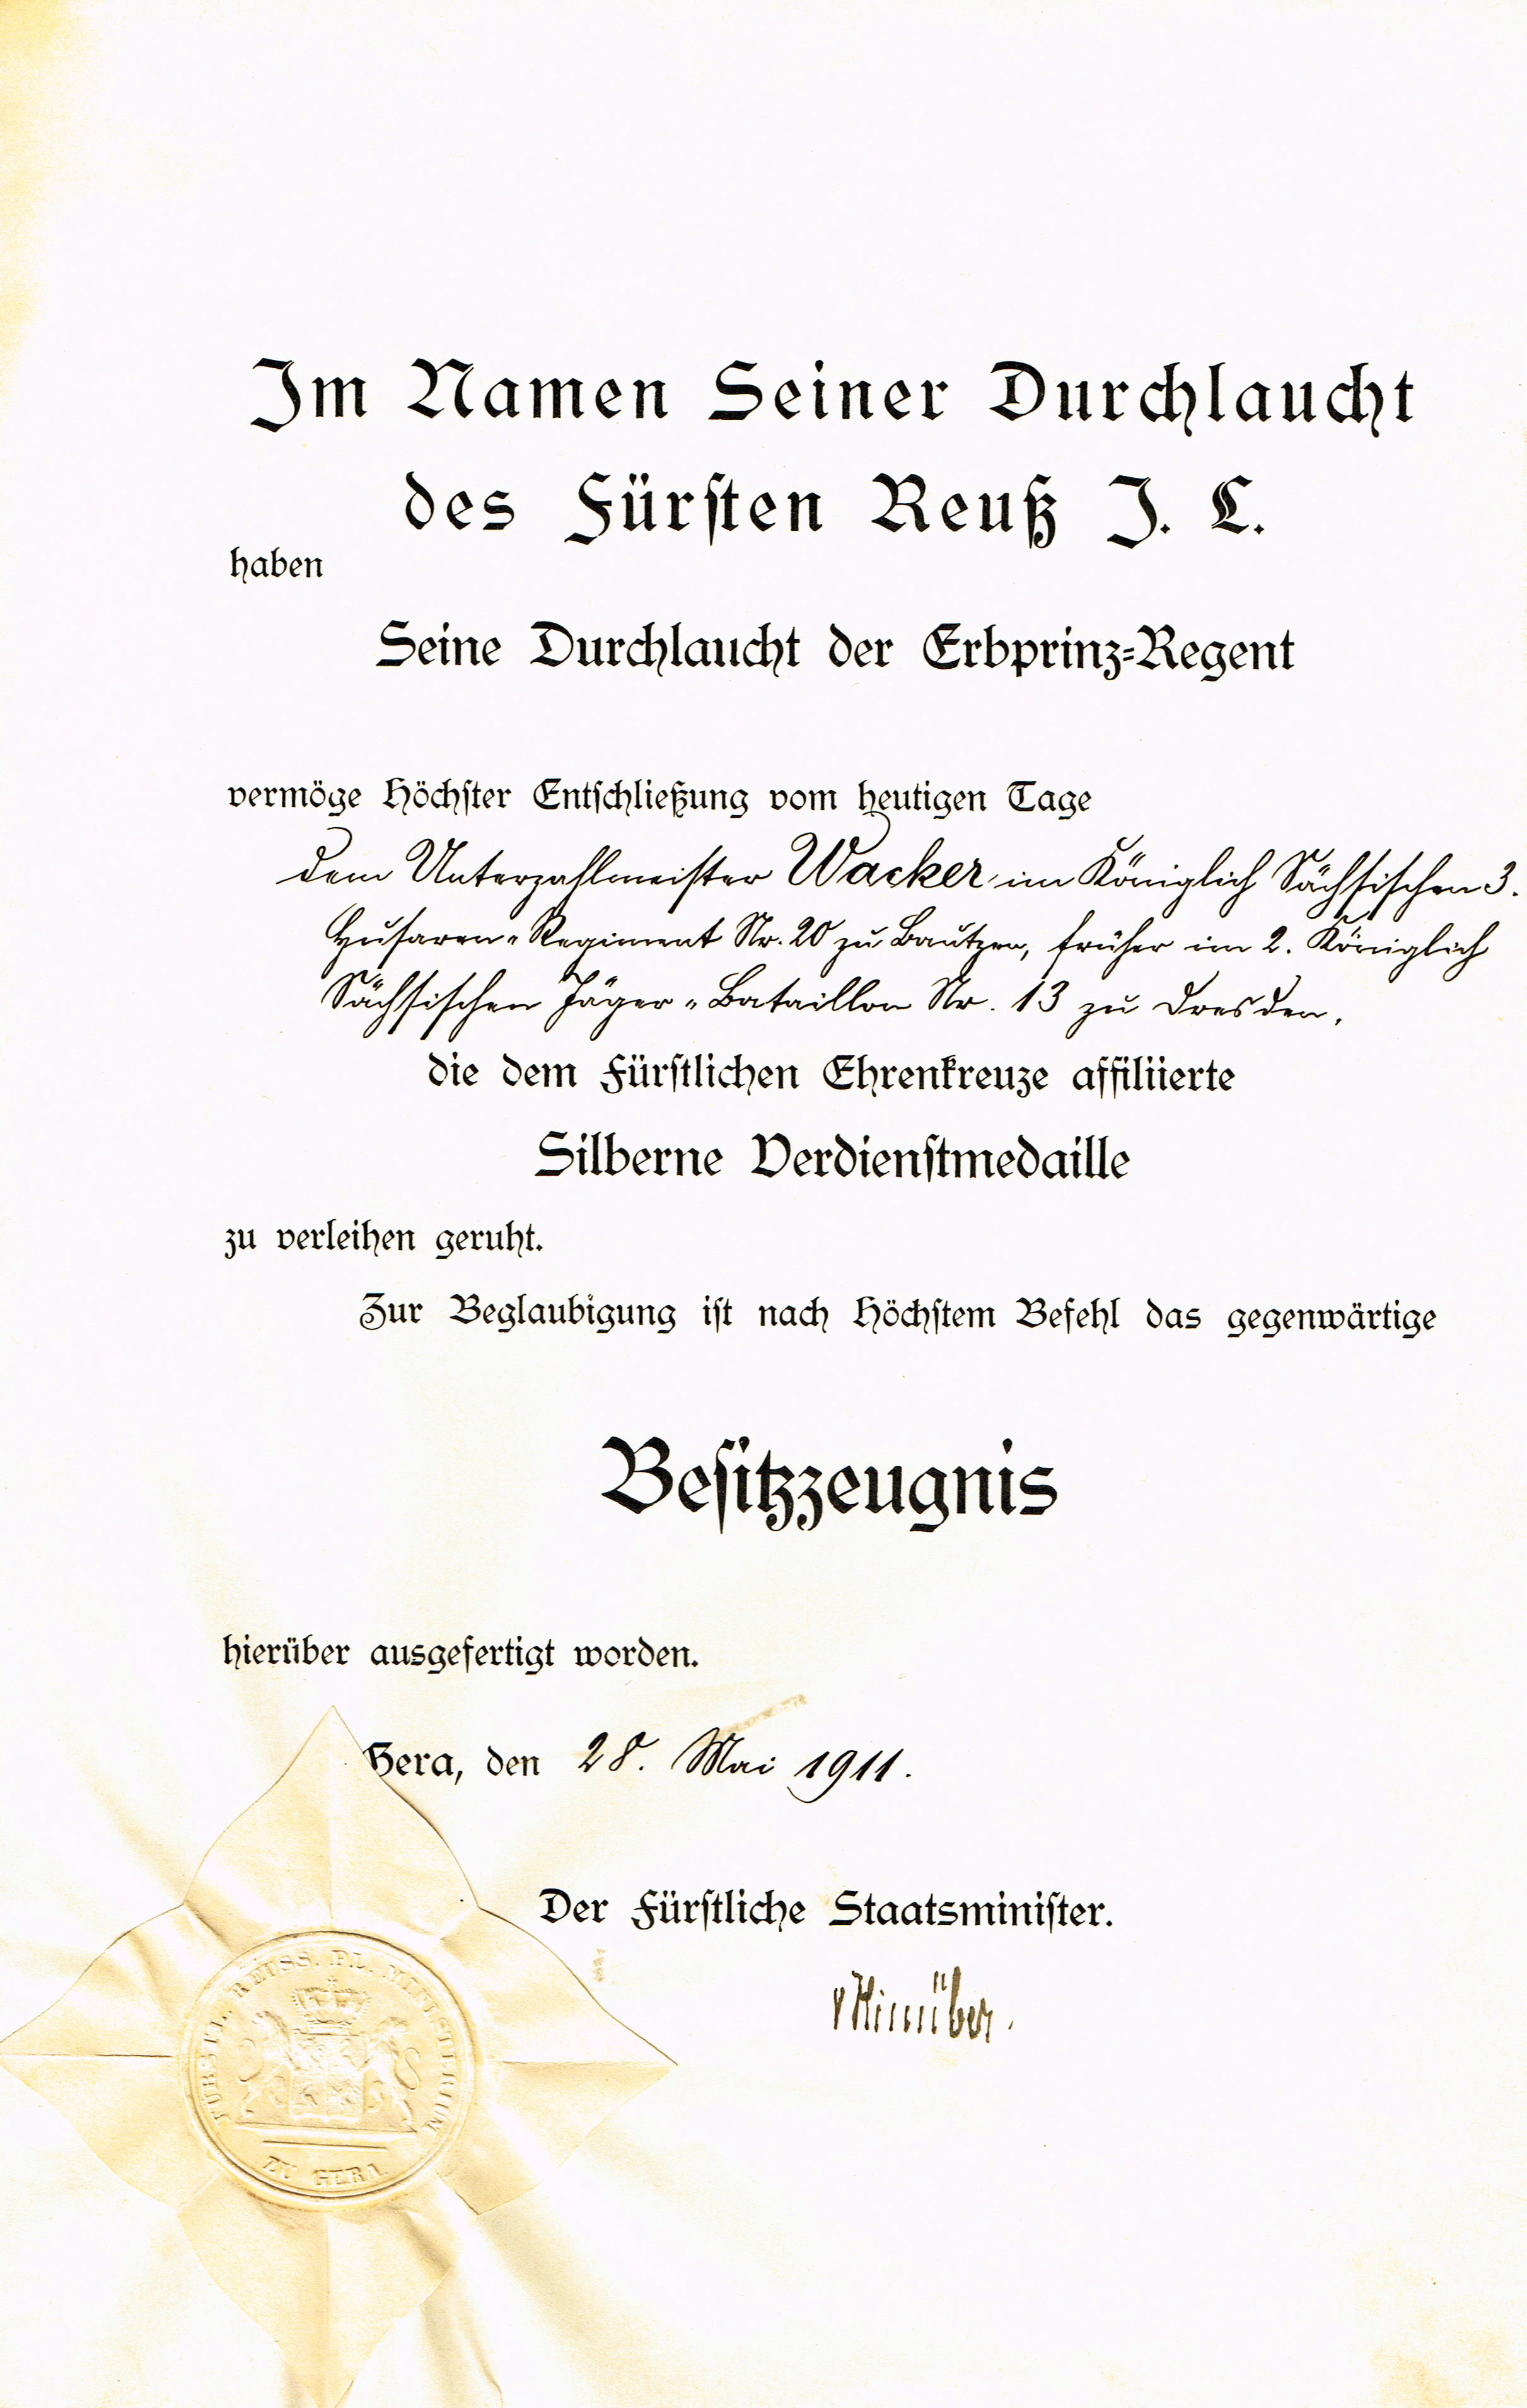 Im Namen Seiner Durchlaucht
des Fürsten Reuß J. L.
haben
Seine Durchlaucht der Erbprinz=Regent
vermöge Höchster Entschließung vom heutigen Tage
dem Unterzahlmeister Wacker im Königlich Sächsischen 3.
Husaren-Regiment Nr. 20 zu Bautzen, früher im 2. Königlich
Sächsischen Jäger-Bataillon Nr. 13 zu Dresden,
die dem Fürstlichen Ehrenkreuze affiliierte
Silberne Verdienstmedaille
zu verleihen geruht.
Zur Beglaubigung ist nach Höchstem Befehl das gegenwärtige
Besitzzeugnis
hierüber ausgefertigt worden.
Gera, den 28. Mai 1911.
Der Fürstliche Staatsminister.
vHinüber.
FÜRSTL. REUSS. PL. MINISTERIUM
ZU GERA